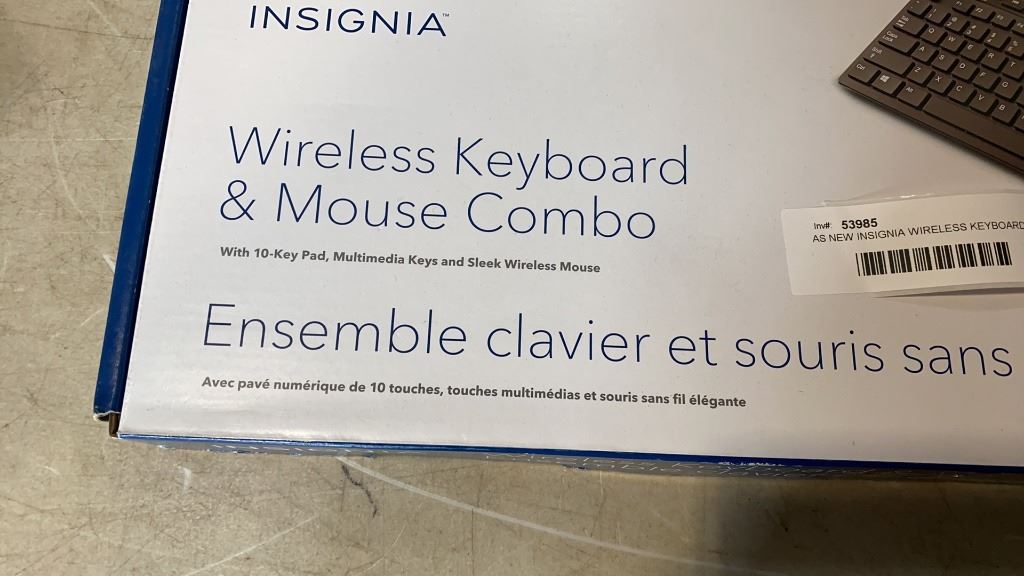 INSIGNIA™
Wireless Keyboard
& Mouse Combo
With 10-Key Pad, Multimedia Keys and Sleek Wireless Mouse
Inv#: 53985
AS NEW INSIGNIA WIRELESS KEYBOARD
Ensemble clavier et souris sans
Avec pavé numérique de 10 touches, touches multimédias et souris sans fil élégante